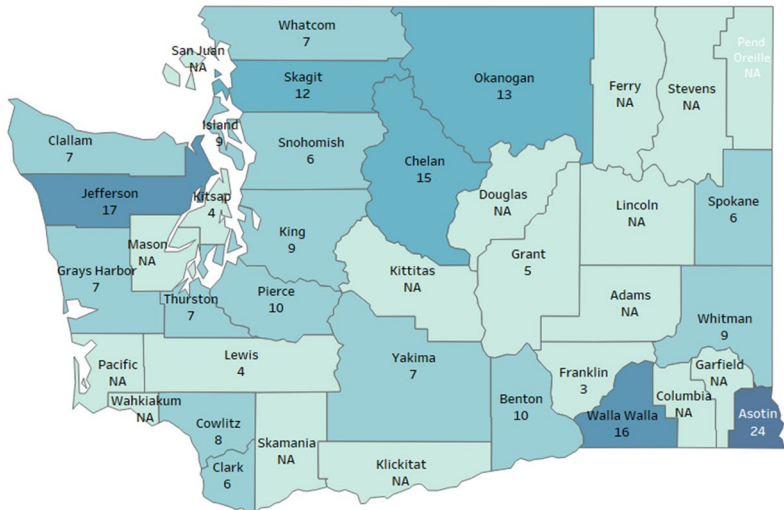 Whatcom
7
San Juan
NA
Skagit
12
Okanogan
13
Ferry
NA
Stevens
NA
Pend
Oreille
NA
Island
9
Clallam
7
Snohomish
6
Chelan
15
Jefferson
17
Kitsap
4
Douglas
NA
Lincoln
NA
Spokane
6
King
9
Mason
NA
Grant
5
Grays Harbor
7
Kittitas
NA
Thurston
7
Pierce
10
Adams
NA
Whitman
9
Lewis
4
Yakima
7
Pacific
NA
Franklin
3
Garfield
NA
Wahkiakum
NA
Benton
10
Columbia
NA
Walla Walla
16
Asotin
24
Cowlitz
8
Skamania
NA
Klickitat
NA
Clark
6